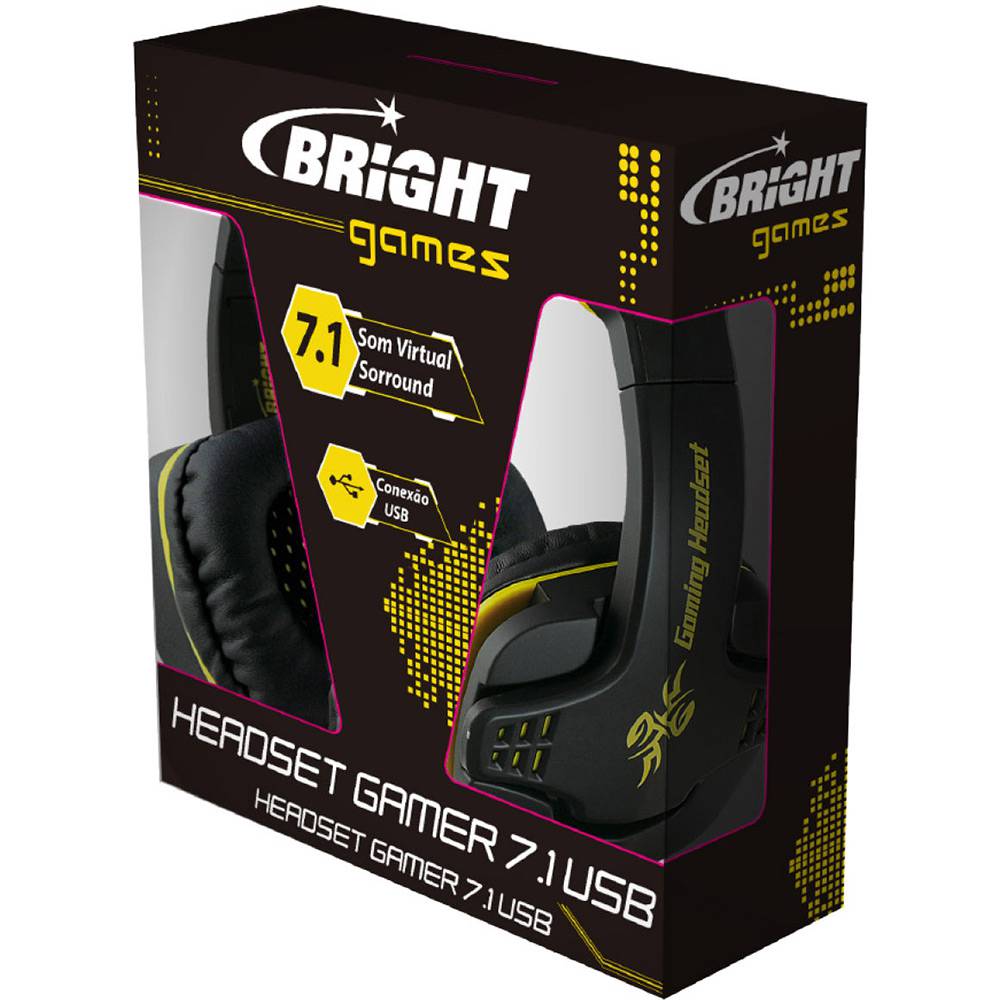 BRiGHT
games
7.1
Som Virtual
Sorround
Conexão
USB
BRiGHT
Gaming Headset
HEADSET GAMER 7.1 USB
HEADSET GAMER 7.1 USB
BRiGHT
games